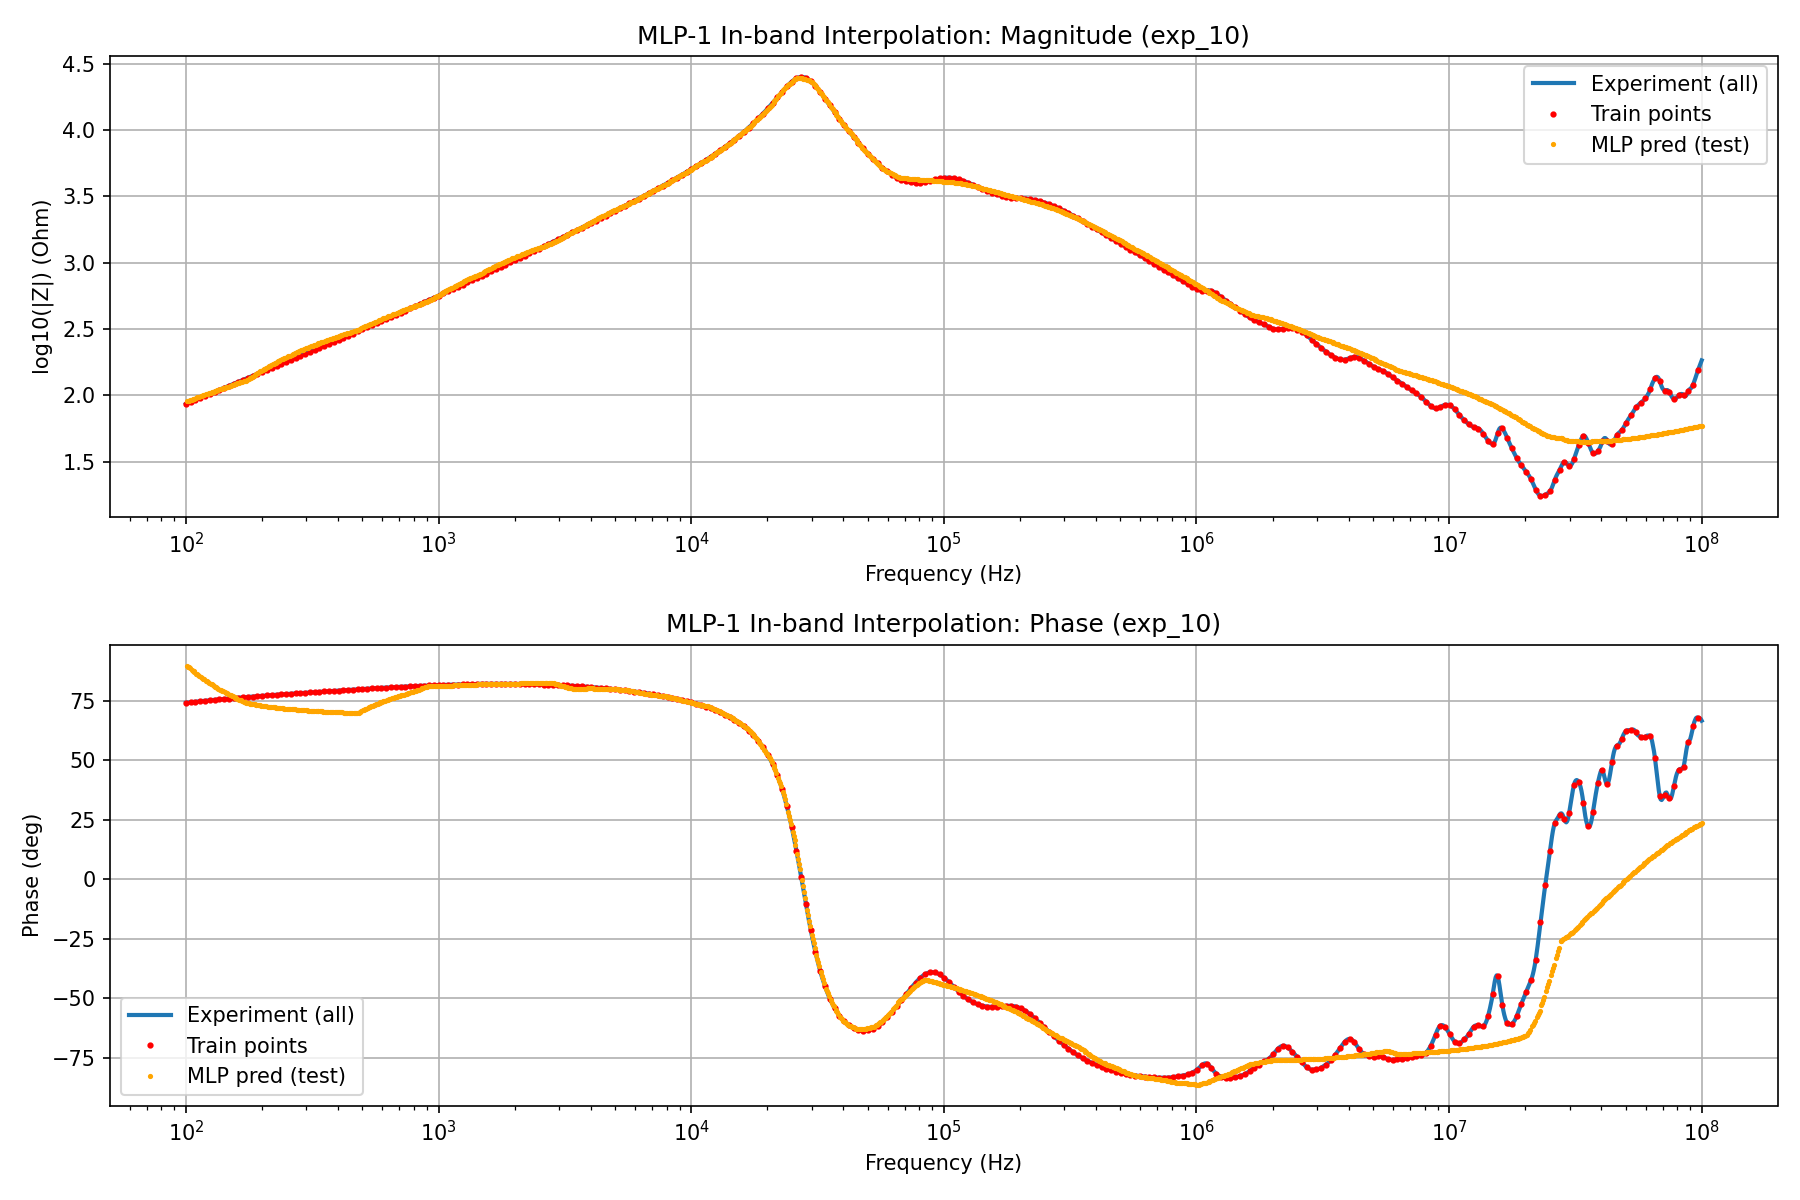 MLP-1 In-band Interpolation: Magnitude (exp_10)
log10(|Z|) (Ohm)
4.5
4.0
3.5
3.0
2.5
2.0
1.5
Experiment (all)
Train points
MLP pred (test)
10² 10³ 10⁴ 10⁵ 10⁶ 10⁷ 10⁸
Frequency (Hz)
MLP-1 In-band Interpolation: Phase (exp_10)
Phase (deg)
75
50
25
0
−25
−50
−75
Experiment (all)
Train points
MLP pred (test)
10² 10³ 10⁴ 10⁵ 10⁶ 10⁷ 10⁸
Frequency (Hz)